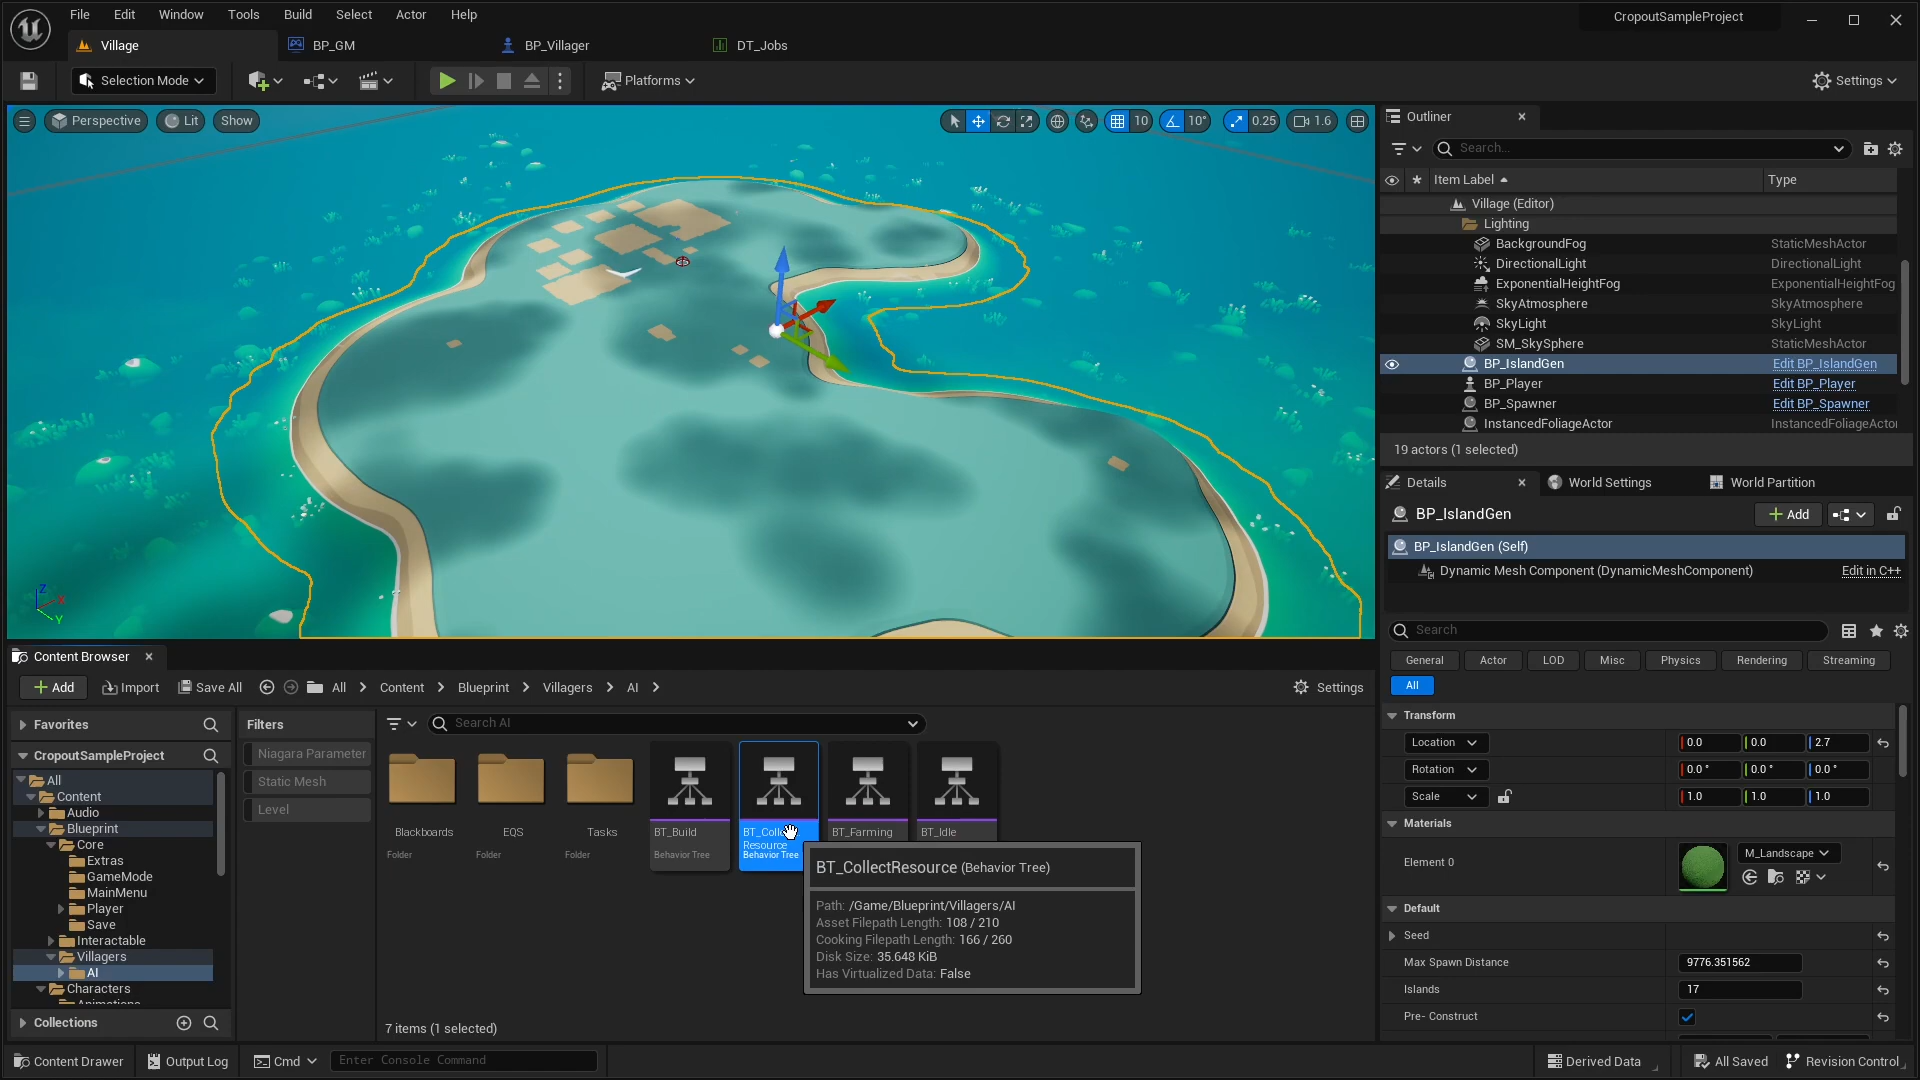 File Edit Window Tools Build Select Actor Help
CropoutSampleProject
Village
BP_GM
BP_Villager
DT_Jobs
Selection Mode
Platforms
Settings
Perspective
Lit
Show
10
10°
0.25
1.6
Outliner
Search...
Item Label
Type
Village (Editor)
Lighting
BackgroundFog StaticMeshActor
DirectionalLight DirectionalLight
ExponentialHeightFog ExponentialHeightFog
SkyAtmosphere SkyAtmosphere
SkyLight SkyLight
SM_SkySphere StaticMeshActor
BP_IslandGen Edit BP_IslandGen
BP_Player Edit BP_Player
BP_Spawner Edit BP_Spawner
InstancedFoliageActor InstancedFoliageActor
19 actors (1 selected)
Details
World Settings
World Partition
BP_IslandGen
Add
BP_IslandGen (Self)
Dynamic Mesh Component (DynamicMeshComponent) Edit in C++
Search
General Actor LOD Misc Physics Rendering Streaming
All
Transform
Location 0.0 0.0 2.7
Rotation 0.0° 0.0° 0.0°
Scale 1.0 1.0 1.0
Materials
Element 0
M_Landscape
Default
Seed
Max Spawn Distance 9776.351562
Islands 17
Pre- Construct
Z
X
Y
Content Browser
Add
Import
Save All
All > Content > Blueprint > Villagers > AI >
Settings
Favorites
CropoutSampleProject
All
Content
Audio
Blueprint
Core
Extras
GameMode
MainMenu
Player
Save
Interactable
Villagers
AI
Characters
Animations
Collections
Filters
Niagara Parameter
Static Mesh
Level
Search AI
Blackboards
Folder
EQS
Folder
Tasks
Folder
BT_Build
Behavior Tree
BT_Collec
Resource
Behavior Tree
BT_Farming
BT_Idle
BT_CollectResource (Behavior Tree)
Path: /Game/Blueprint/Villagers/AI
Asset Filepath Length: 108 / 210
Cooking Filepath Length: 166 / 260
Disk Size: 35.648 KiB
Has Virtualized Data: False
7 items (1 selected)
Content Drawer
Output Log
Cmd
Enter Console Command
Derived Data
All Saved
Revision Control